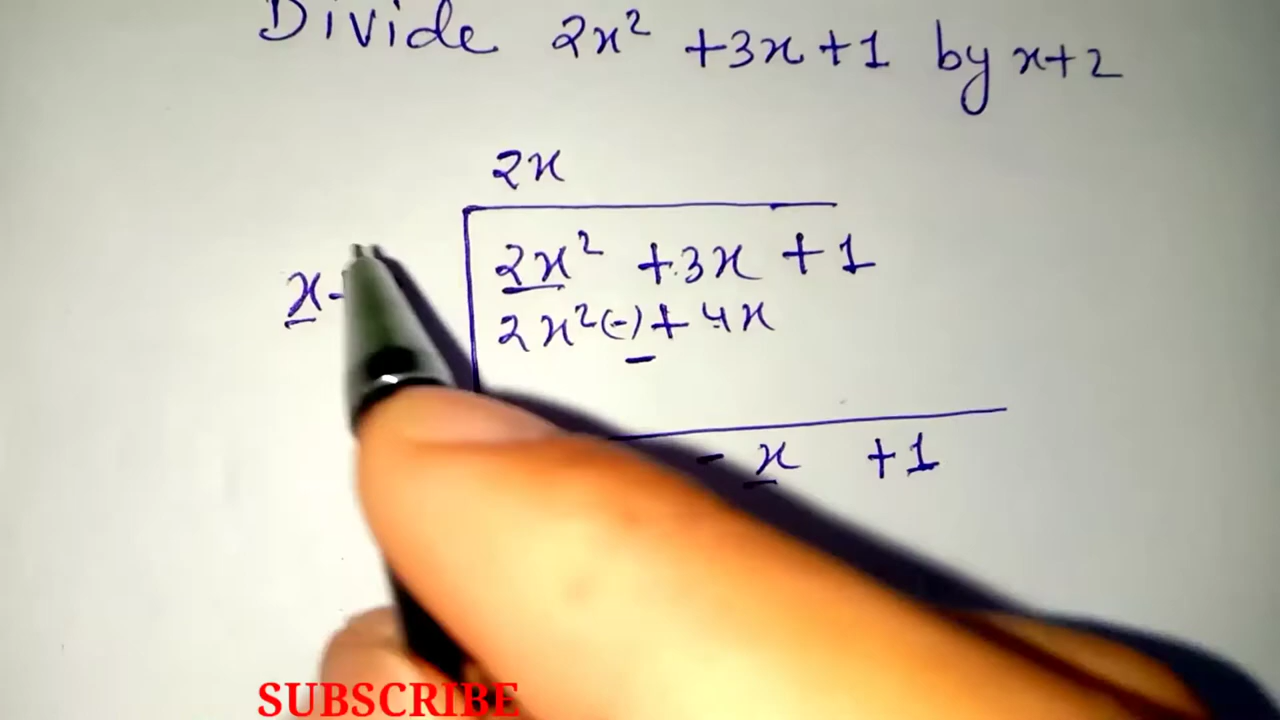 Divide 2x² +3x+1 by x+2
2x
x- 2x² +3x +1
2x²(-)+4x
-
- x +1
SUBSCRIBE